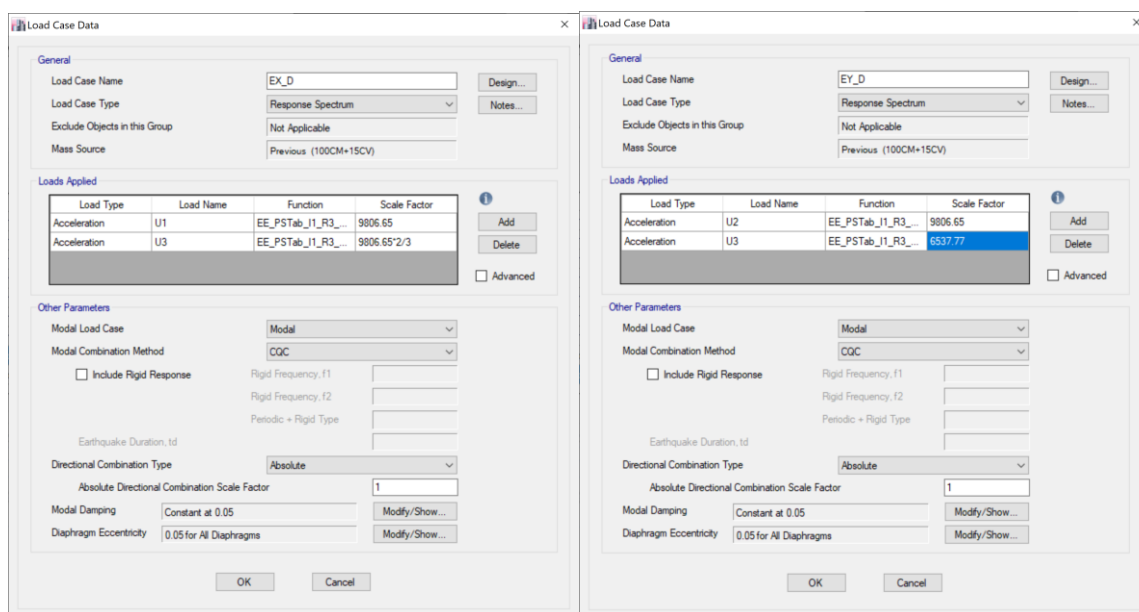 Load Case Data
General
Load Case Name EX_D Design...
Load Case Type Response Spectrum Notes...
Exclude Objects in this Group Not Applicable
Mass Source Previous (100CM+15CV)
Loads Applied
Load Type Load Name Function Scale Factor
Acceleration U1 EE_PSTab_I1_R3_... 9806.65 Add
Acceleration U3 EE_PSTab_I1_R3_... 9806.65*2/3 Delete
Advanced
Other Parameters
Modal Load Case Modal
Modal Combination Method CQC
Include Rigid Response Rigid Frequency, f1
Rigid Frequency, f2
Periodic + Rigid Type
Earthquake Duration, td
Directional Combination Type Absolute
Absolute Directional Combination Scale Factor 1
Modal Damping Constant at 0.05 Modify/Show...
Diaphragm Eccentricity 0.05 for All Diaphragms Modify/Show...
OK Cancel
Load Case Data
General
Load Case Name EY_D Design...
Load Case Type Response Spectrum Notes...
Exclude Objects in this Group Not Applicable
Mass Source Previous (100CM+15CV)
Loads Applied
Load Type Load Name Function Scale Factor
Acceleration U2 EE_PSTab_I1_R3_... 9806.65 Add
Acceleration U3 EE_PSTab_I1_R3_... 6537.77 Delete
Advanced
Other Parameters
Modal Load Case Modal
Modal Combination Method CQC
Include Rigid Response Rigid Frequency, f1
Rigid Frequency, f2
Periodic + Rigid Type
Earthquake Duration, td
Directional Combination Type Absolute
Absolute Directional Combination Scale Factor 1
Modal Damping Constant at 0.05 Modify/Show...
Diaphragm Eccentricity 0.05 for All Diaphragms Modify/Show...
OK Cancel